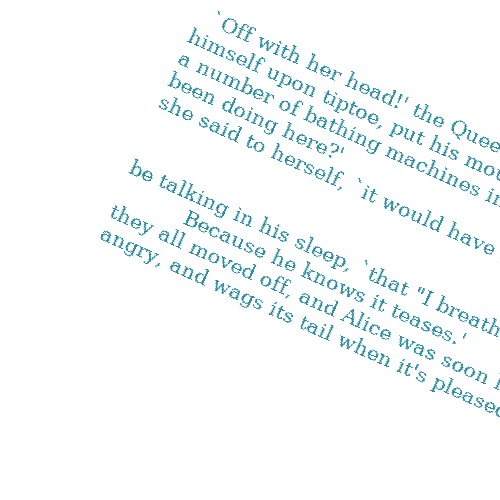 `Off with her head!' the Quee
himself upon tiptoe, put his mou
a number of bathing machines in
been doing here?'
she said to herself, `it would have
be talking in his sleep, `that "I breath
Because he knows it teases.'
they all moved off, and Alice was soon
angry, and wags its tail when it's pleased